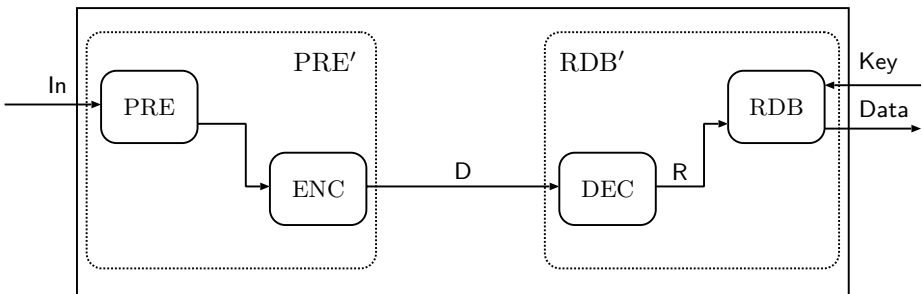 PRE′
RDB′
In
PRE
RDB
Key
Data
ENC
D
DEC
R